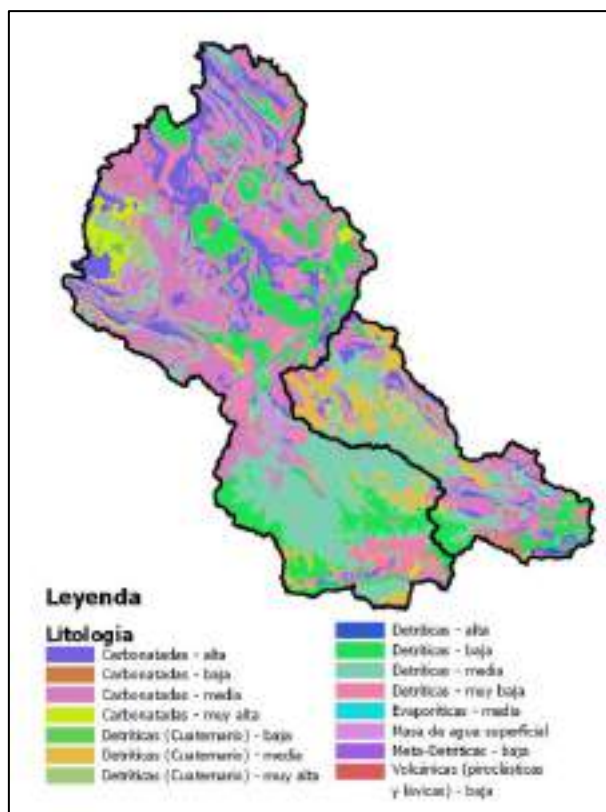 Leyenda
Litología
Carbonatadas - alta
Carbonatadas - baja
Carbonatadas - media
Carbonatadas - muy alta
Detríticas (Cuaternario) - baja
Detríticas (Cuaternario) - media
Detríticas (Cuaternario) - muy alta
Detríticas - alta
Detríticas - baja
Detríticas - media
Detríticas - muy baja
Evaporíticas - media
Masa de agua superficial
Meta-Detríticas - baja
Volcánicas (piroclásticas
y lávicas) - baja